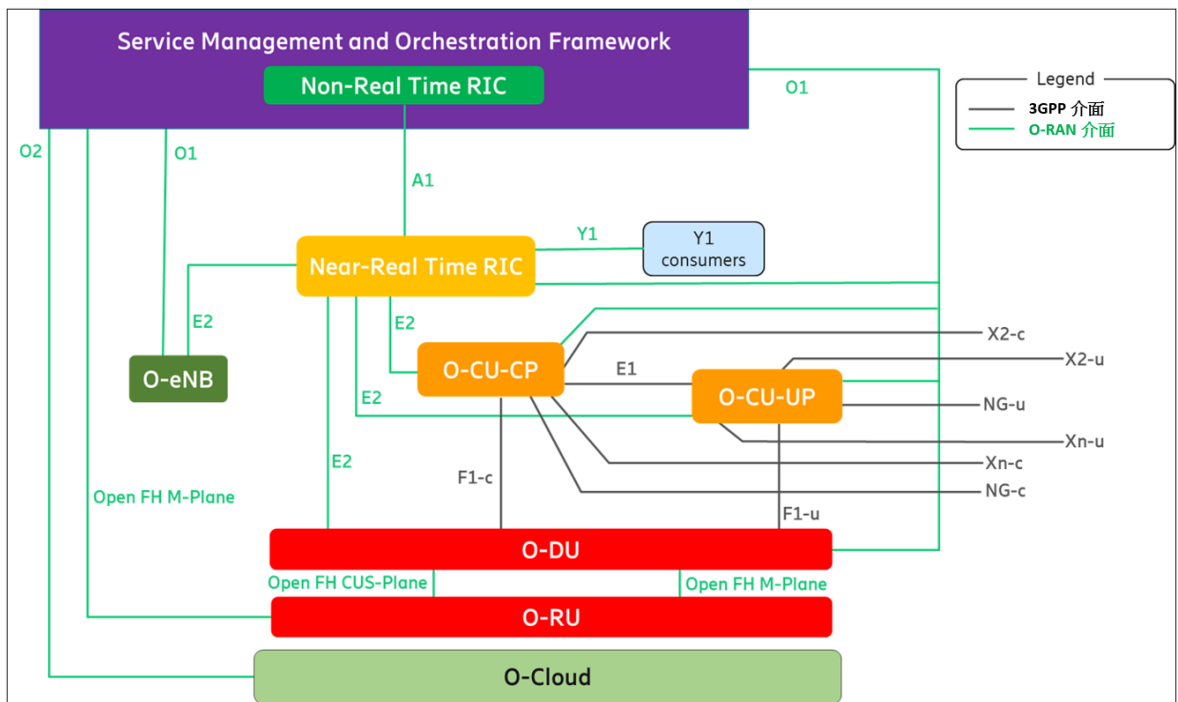 Service Management and Orchestration Framework
Non-Real Time RIC
O1
Legend
3GPP 介面
O-RAN 介面
O2
O1
A1
Y1
Y1
consumers
Near-Real Time RIC
E2
E2
O-eNB
O-CU-CP
E1
X2-c
X2-u
O-CU-UP
NG-u
E2
Xn-u
E2
Xn-c
F1-c
NG-c
Open FH M-Plane
F1-u
O-DU
Open FH CUS-Plane
Open FH M-Plane
O-RU
O-Cloud